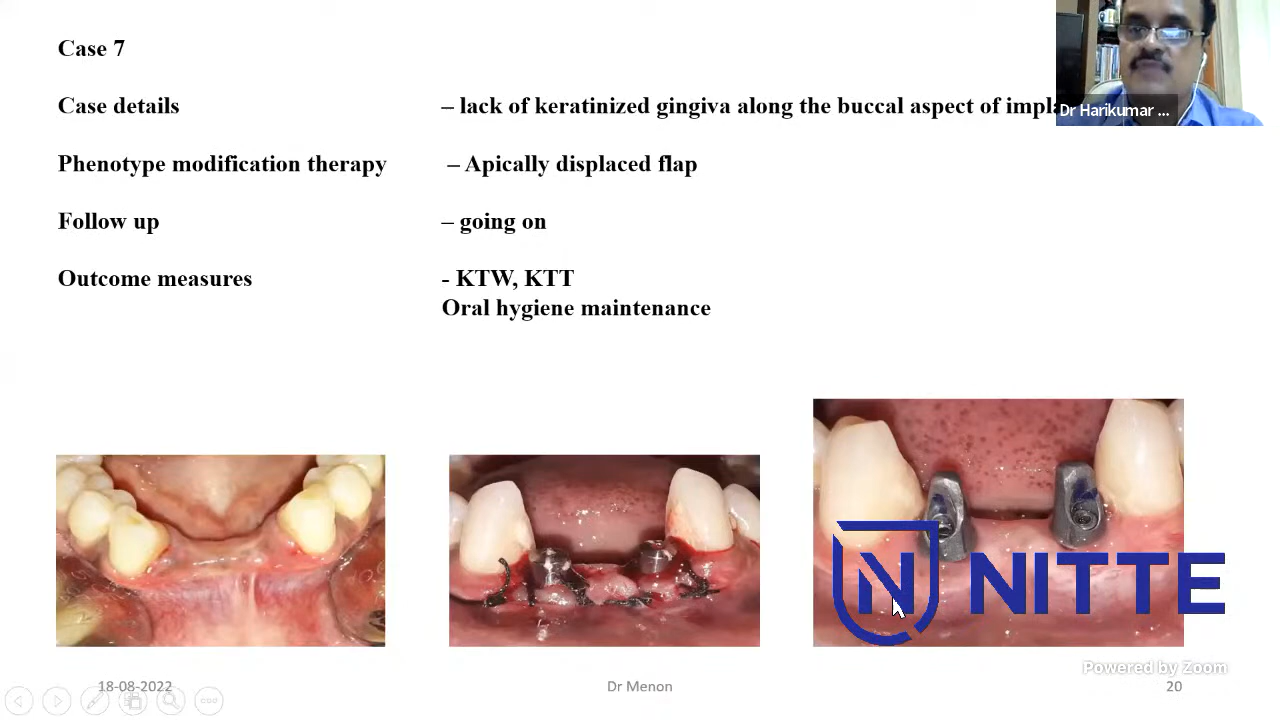 Case 7
Case details – lack of keratinized gingiva along the buccal aspect of
Dr Harikumar ...
Phenotype modification therapy – Apically displaced flap
Follow up – going on
Outcome measures - KTW, KTT
Oral hygiene maintenance
N NITTE
Powered by Zoom
18-08-2022 Dr Menon 20